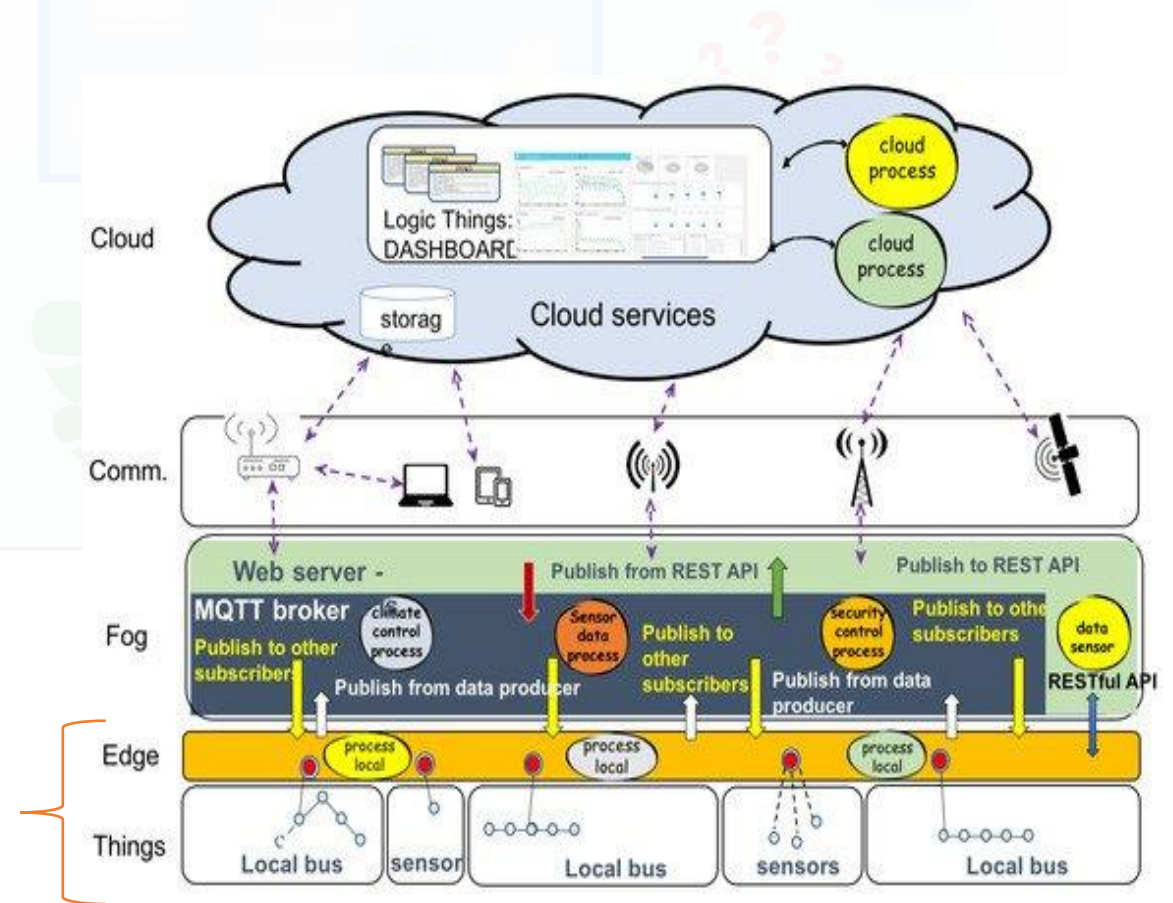 cloud
process
Logic Things:
DASHBOARD
cloud
process
Cloud
storag
e
Cloud services
Comm.
Web server -
Publish from REST API
Publish to REST API
MQTT broker
climate
control
process
Sensor
data
process
security
control
process
Publish to othe
subscribers
data
sensor
Fog
Publish to other
subscribers
Publish to
other
subscribers
Publish from data producer
Publish from data
producer
RESTful API
Edge
process
local
process
local
process
local
Things
Local bus
sensor
Local bus
sensors
Local bus